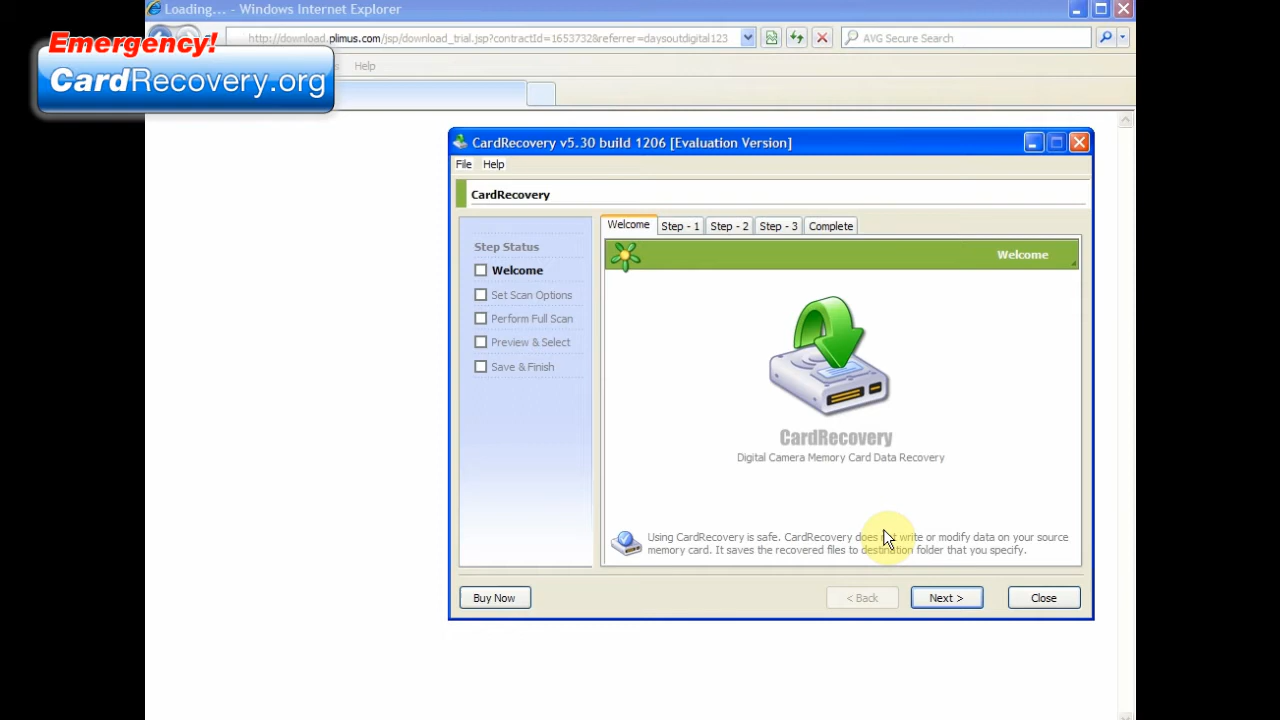 Loading... - Windows Internet Explorer
http://download.plimus.com/jsp/download_trial.jsp?contractId=1653732&referrer=daysoutdigital123
AVG Secure Search
Emergency!
CardRecovery.org
Help
CardRecovery v5.30 build 1206 [Evaluation Version]
File Help
CardRecovery
Welcome Step - 1 Step - 2 Step - 3 Complete
Step Status
Welcome
Set Scan Options
Perform Full Scan
Preview & Select
Save & Finish
Welcome
CardRecovery
Digital Camera Memory Card Data Recovery
Using CardRecovery is safe. CardRecovery does write or modify data on your source
memory card. It saves the recovered files to destination folder that you specify.
Buy Now < Back Next > Close